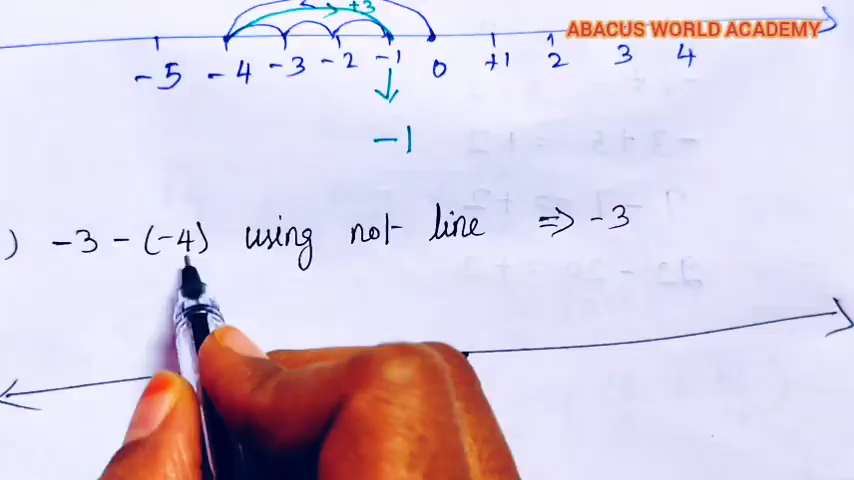 +3
ABACUS WORLD ACADEMY
-5 -4 -3 -2 -1 0 +1 2 3 4
-1
) -3 - (-4) using not line => -3